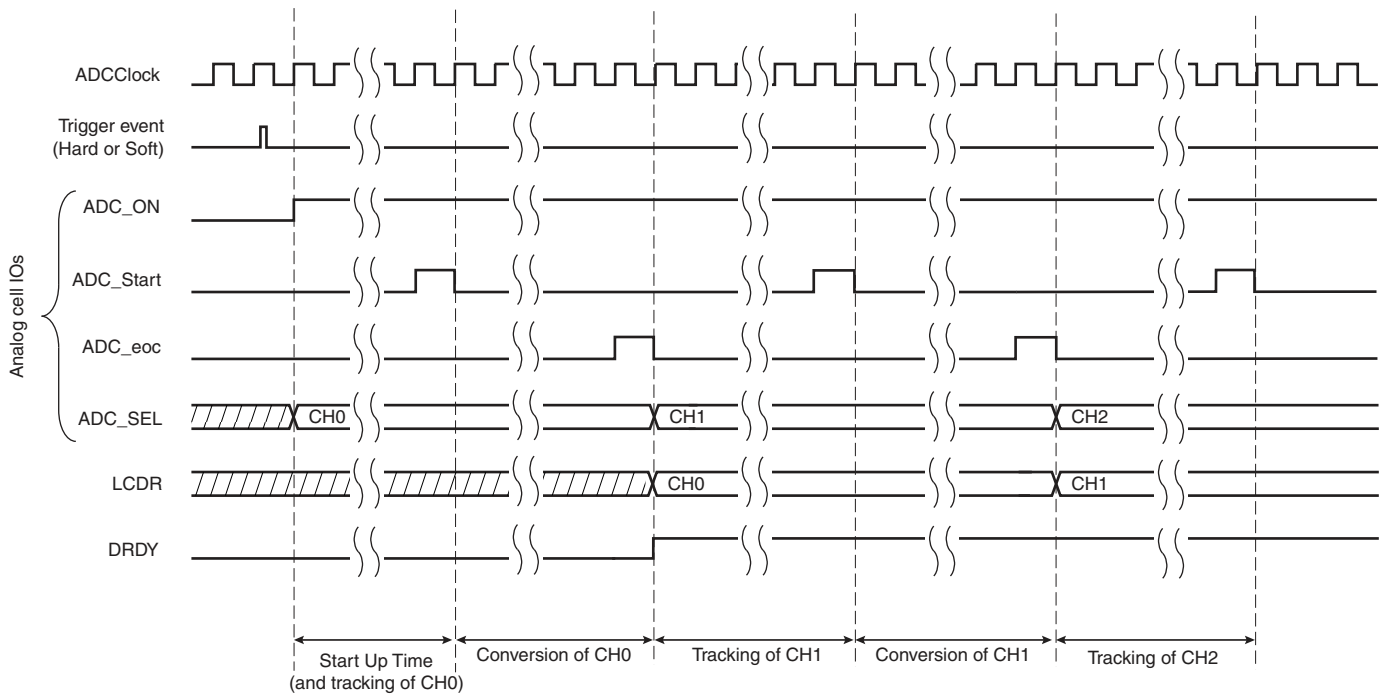 ADCClock
Trigger event
(Hard or Soft)
Analog cell IOs
ADC_ON
ADC_Start
ADC_eoc
ADC_SEL
CH0
CH1
CH2
LCDR
CH0
CH1
DRDY
Start Up Time
(and tracking of CH0)
Conversion of CH0
Tracking of CH1
Conversion of CH1
Tracking of CH2